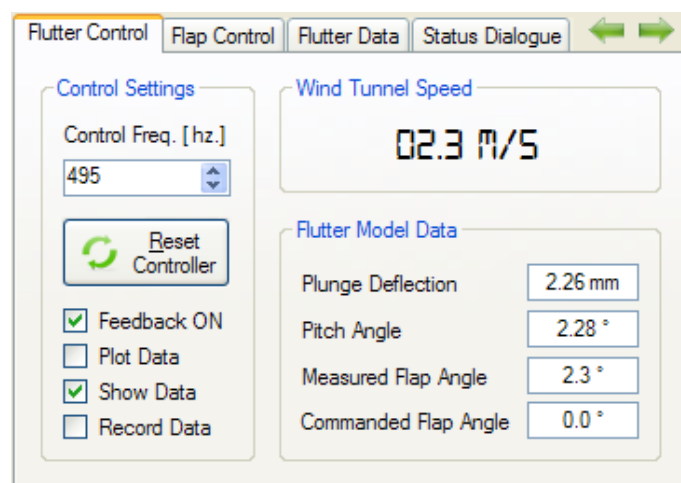 Flutter Control
Flap Control
Flutter Data
Status Dialogue
Control Settings
Control Freq. [ hz.]
495
Reset
Controller
Feedback ON
Plot Data
Show Data
Record Data
Wind Tunnel Speed
02.3 M/S
Flutter Model Data
Plunge Deflection 2.26 mm
Pitch Angle 2.28 °
Measured Flap Angle 2.3 °
Commanded Flap Angle 0.0 °